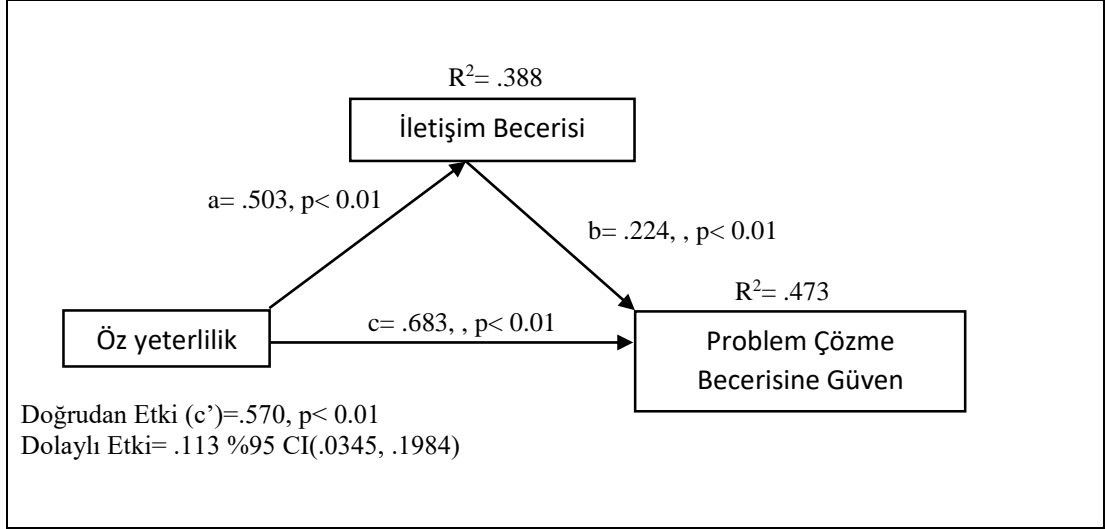 R²= .388
İletişim Becerisi
a= .503, p< 0.01
b= .224, , p< 0.01
R²= .473
Öz yeterlilik
c= .683, , p< 0.01
Problem Çözme
Becerisine Güven
Doğrudan Etki (c’)=.570, p< 0.01
Dolaylı Etki= .113 %95 CI(.0345, .1984)